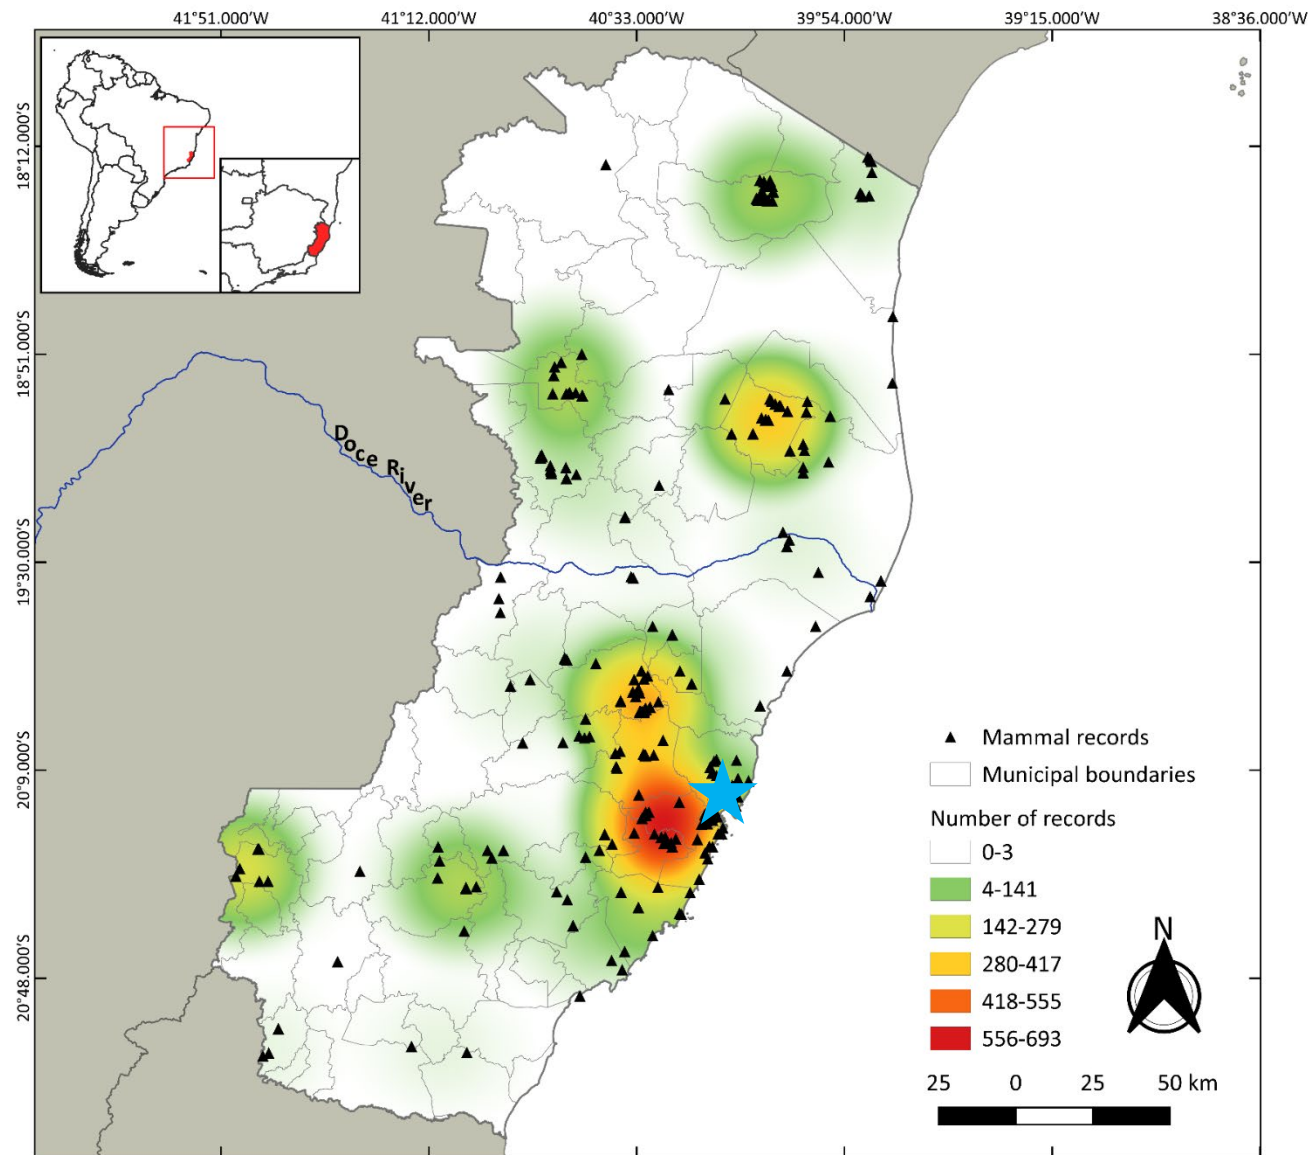 41°51.000'W 41°12.000'W 40°33.000'W 39°54.000'W 39°15.000'W 38°36.000'W
18°12.000'S
18°51.000'S
19°30.000'S
20°09.000'S
20°48.000'S
Doce River
Mammal records
Municipal boundaries
Number of records
0-3
4-141
142-279
280-417
418-555
556-693
N
25 0 25 50 km